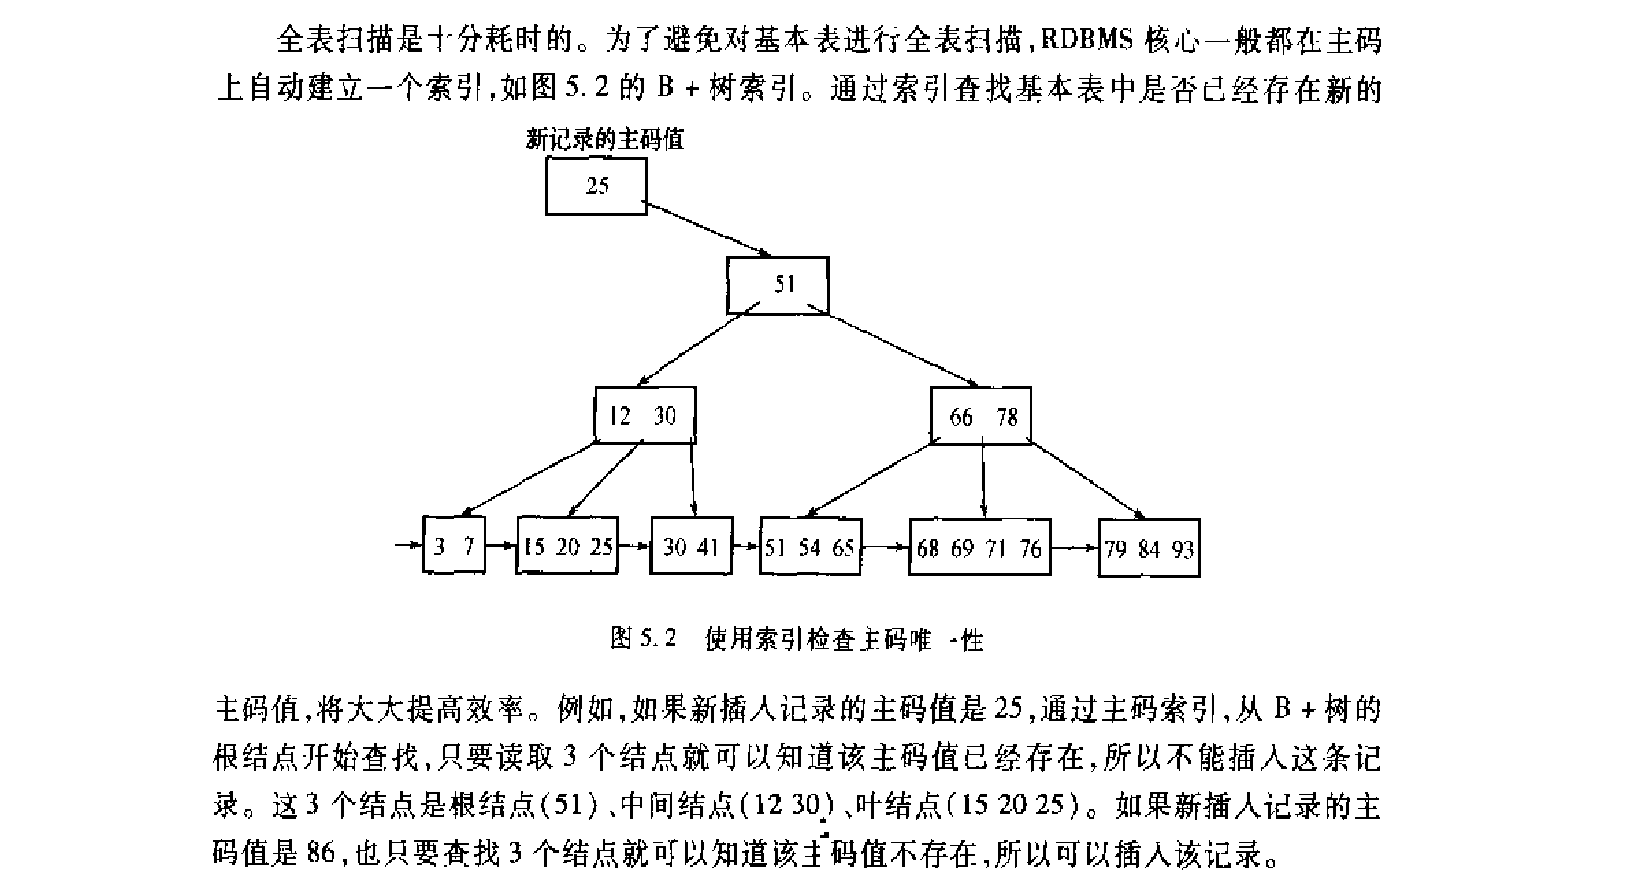 全表扫描是十分耗时的。为了避免对基本表进行全表扫描,RDBMS 核心一般都在主码
上自动建立一个索引,如图 5.2 的 B + 树索引。通过索引查找基本表中是否已经存在新的
新记录的主码值
25
51
12 30
66 78
3 7
15 20 25
30 41
51 54 65
68 69 71 76
79 84 93
图 5.2 使用索引检查主码唯一性
主码值,将大大提高效率。例如,如果新插入记录的主码值是 25,通过主码索引,从 B + 树的
根结点开始查找,只要读取 3 个结点就可以知道该主码值已经存在,所以不能插入这条记
录。这 3 个结点是根结点(51)、中间结点(12 30)、叶结点(15 20 25)。如果新插入记录的主
码值是 86,也只要查找 3 个结点就可以知道该主码值不存在,所以可以插入该记录。